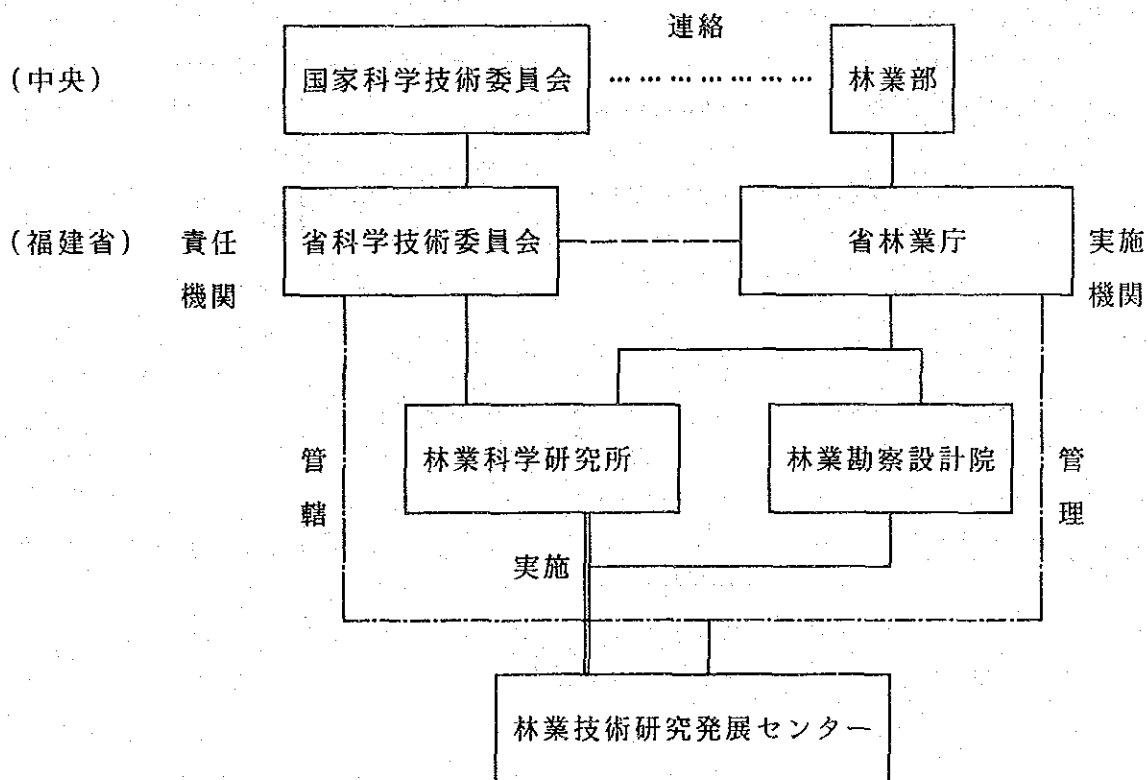 連絡
(中央)
国家科学技術委員会
林業部
(福建省)
責任
機関
省科学技術委員会
省林業庁
実施
機関
林業科学研究所
林業勘察設計院
管
轄
管
理
実施
林業技術研究発展センター